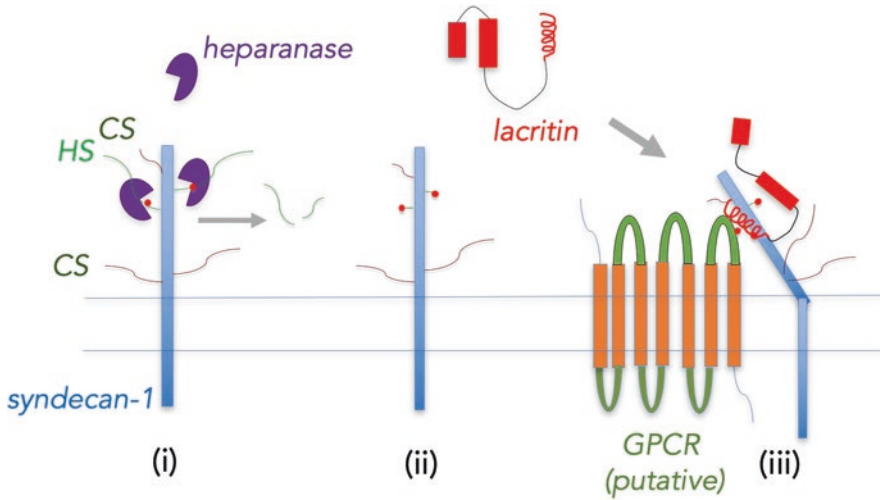 heparanase
CS
HS
lacritin
CS
syndecan-1
GPCR
(putative)
(i)
(ii)
(iii)